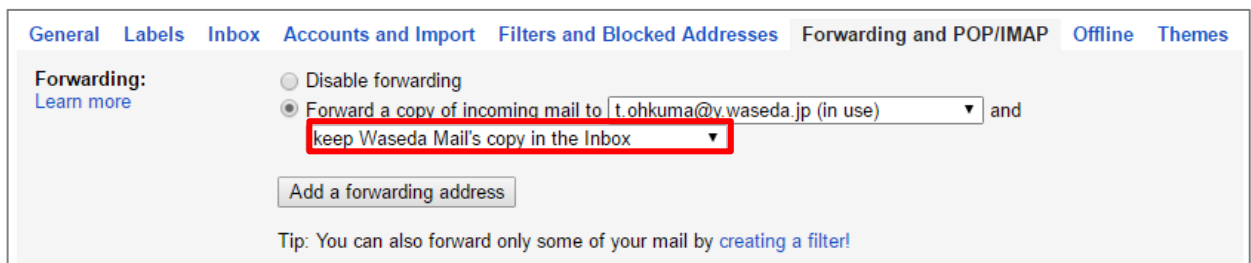 General Labels Inbox Accounts and Import Filters and Blocked Addresses Forwarding and POP/IMAP Offline Themes
Forwarding: Disable forwarding
Learn more Forward a copy of incoming mail to t.ohkuma@y.waseda.jp (in use) and
keep Waseda Mail's copy in the Inbox
Add a forwarding address
Tip: You can also forward only some of your mail by creating a filter!